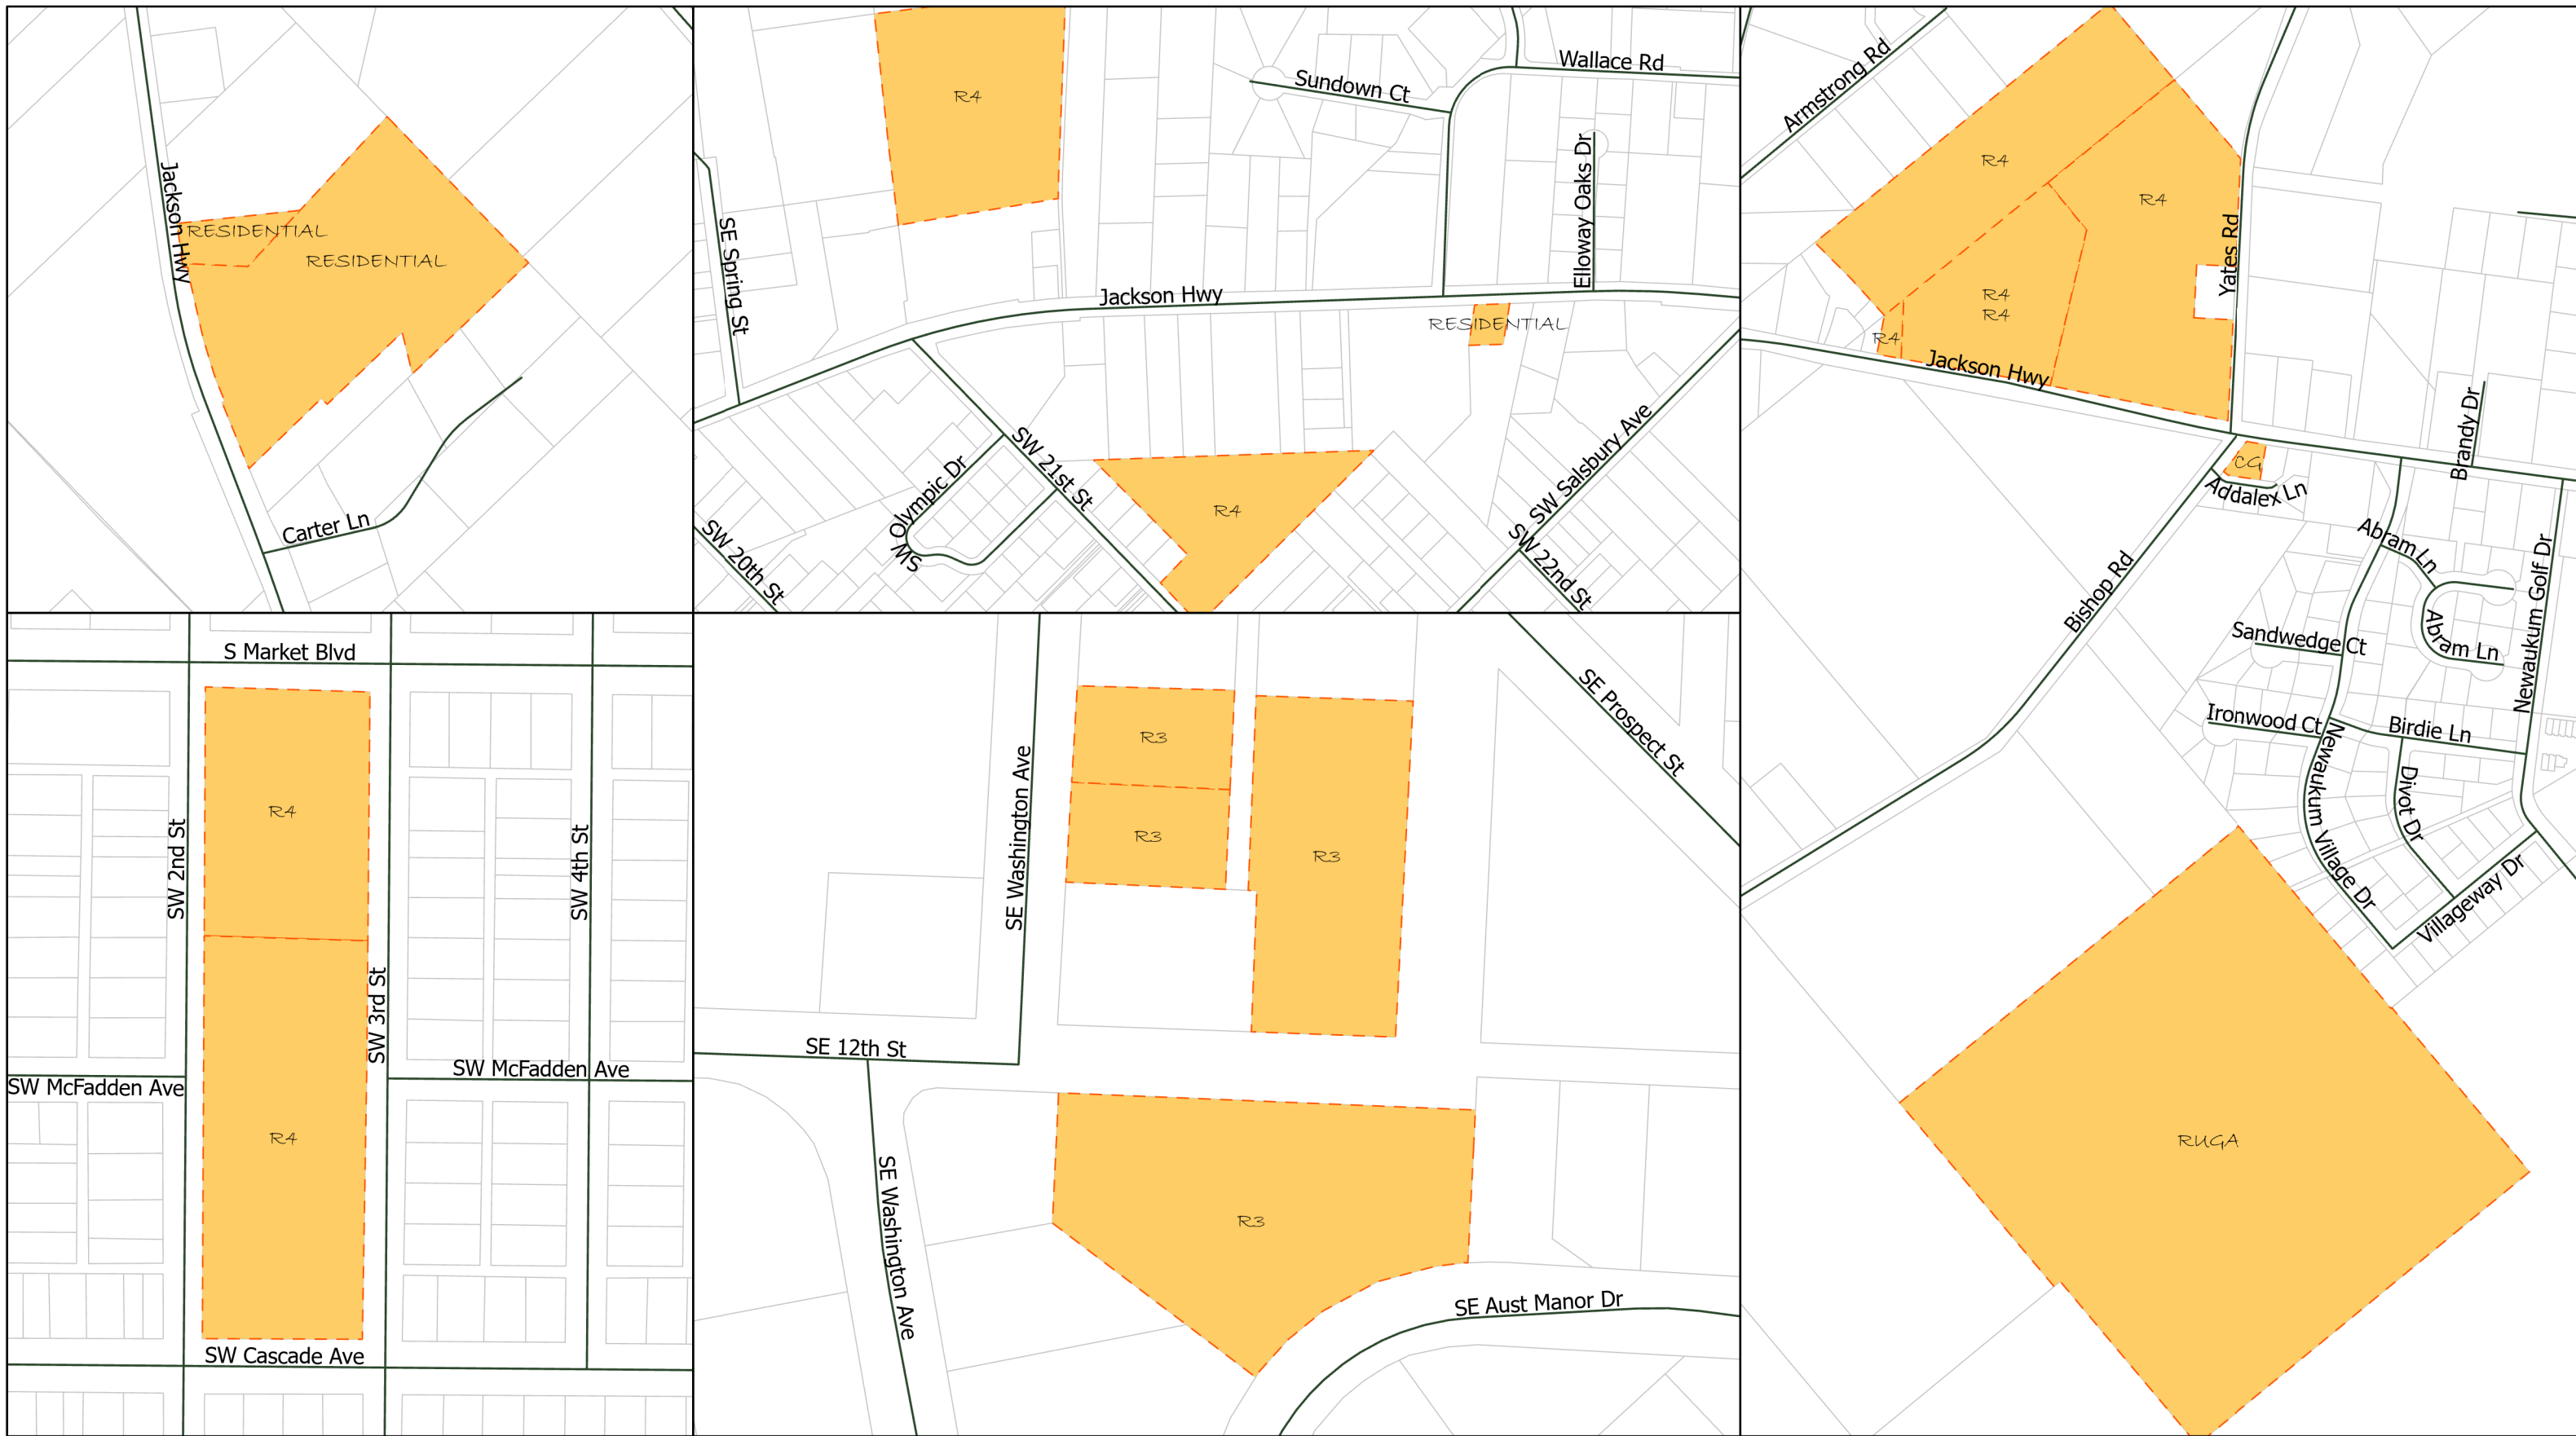 Jackson Hwy
RESIDENTIAL
RESIDENTIAL
Carter Ln
R4
Sundown Ct
Wallace Rd
SE Spring St
Elloway Oaks Dr
Jackson Hwy
RESIDENTIAL
SW 21st St
Olympic Dr
SW
SW 20th St
R4
SW Salsbury Ave
SW 22nd St
Armstrong Rd
R4
R4
Yates Rd
R4
R4
R4
Jackson Hwy
CG
Addalex Ln
Brandy Dr
Abram Ln
Bishop Rd
Newaukum Golf Dr
Sandwedge Ct
Abram Ln
Ironwood Ct
Birdie Ln
Newaukum Village Dr
Divot Dr
Villageway Dr
RUGA
S Market Blvd
R4
SW 2nd St
SW 4th St
SW 3rd St
SW McFadden Ave
SW McFadden Ave
R4
SW Cascade Ave
SE Prospect St
R3
SE Washington Ave
R3
R3
SE 12th St
SE Washington Ave
R3
SE Aust Manor Dr